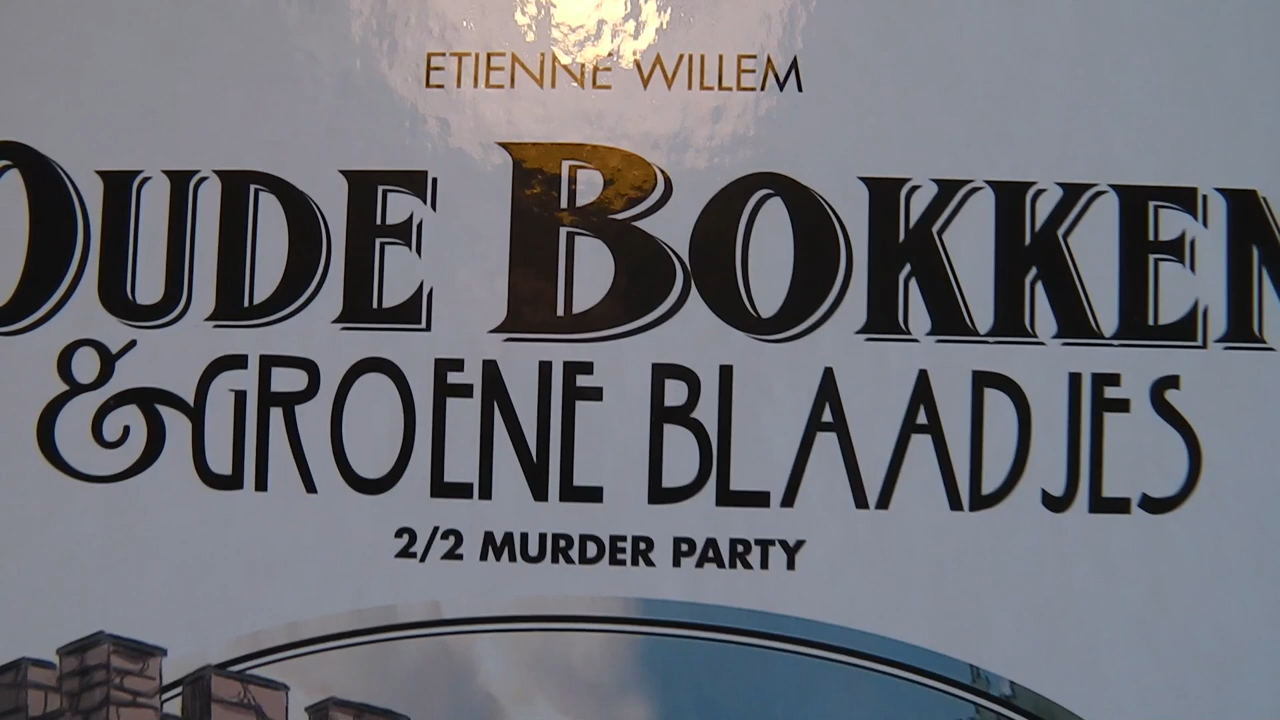 ETIENNE WILLEM
OUDE BOKKEN
& GROENE BLAADJES
2/2 MURDER PARTY